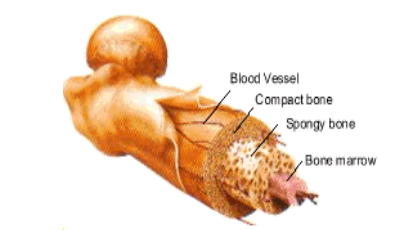 Blood Vessel
Compact bone
Spongy bone
Bone marrow